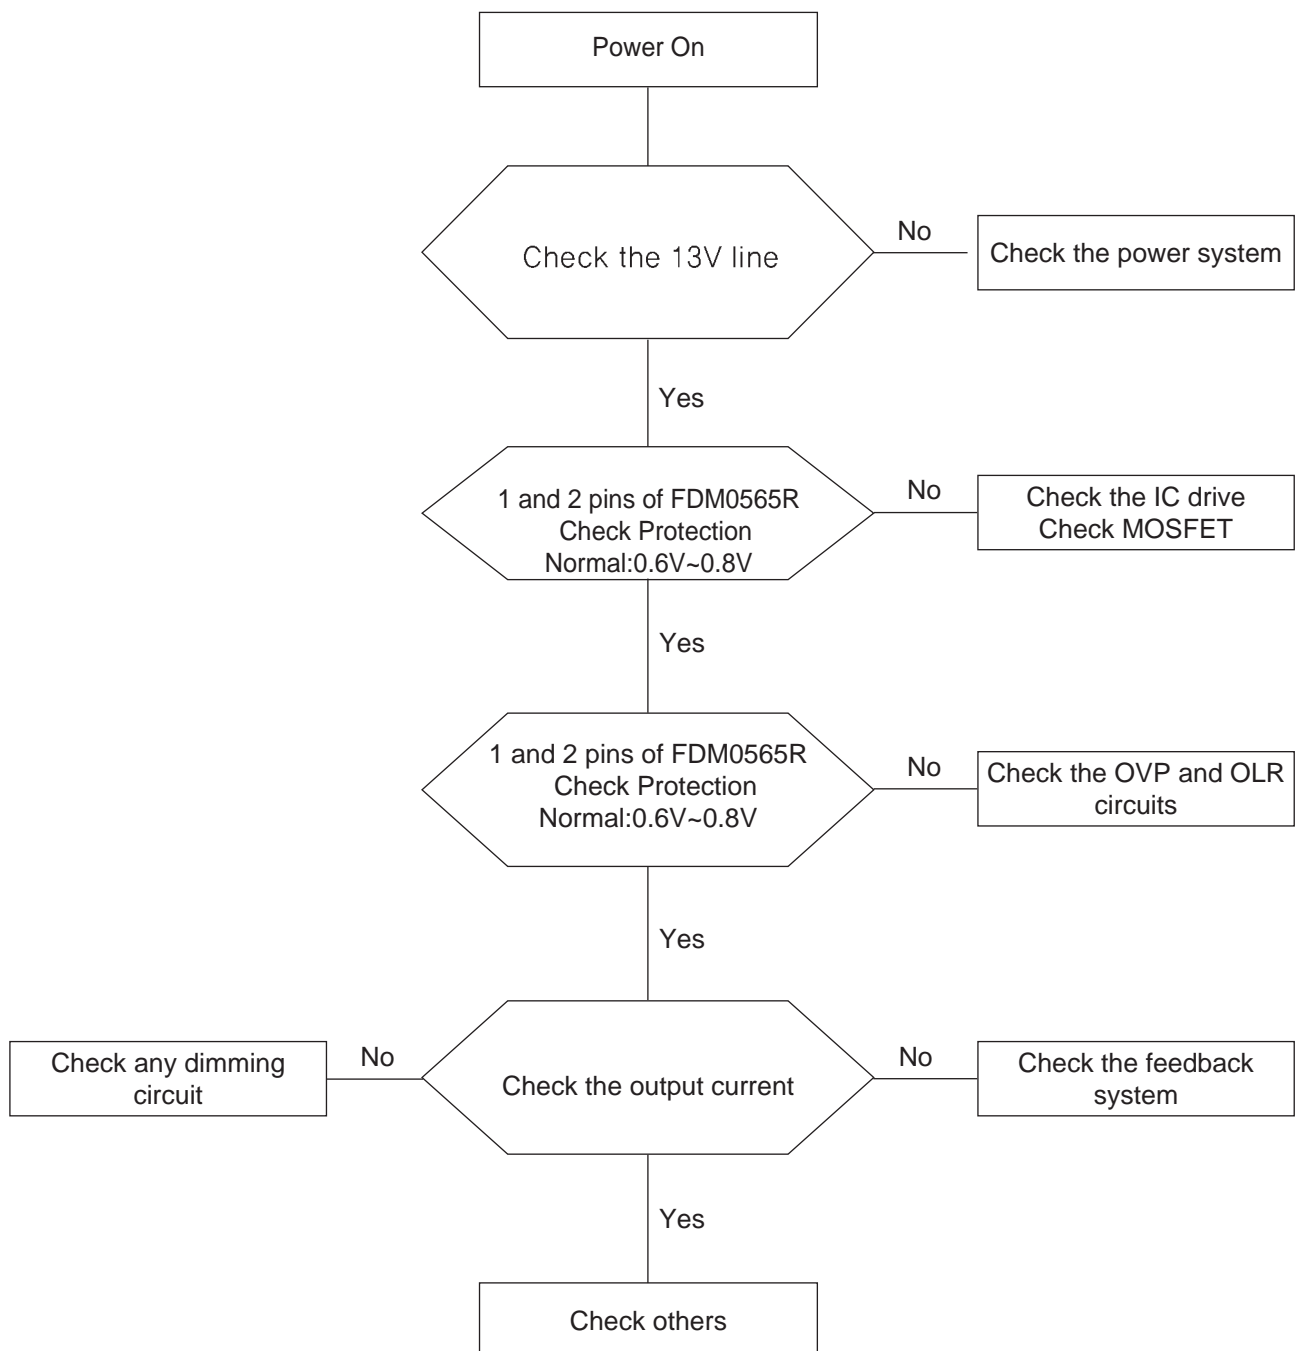 Power On
Check the 13V line
No
Check the power system
Yes
1 and 2 pins of FDM0565R
Check Protection
Normal:0.6V~0.8V
No
Check the IC drive
Check MOSFET
Yes
1 and 2 pins of FDM0565R
Check Protection
Normal:0.6V~0.8V
No
Check the OVP and OLR
circuits
Yes
Check any dimming
circuit
No
Check the output current
No
Check the feedback
system
Yes
Check others